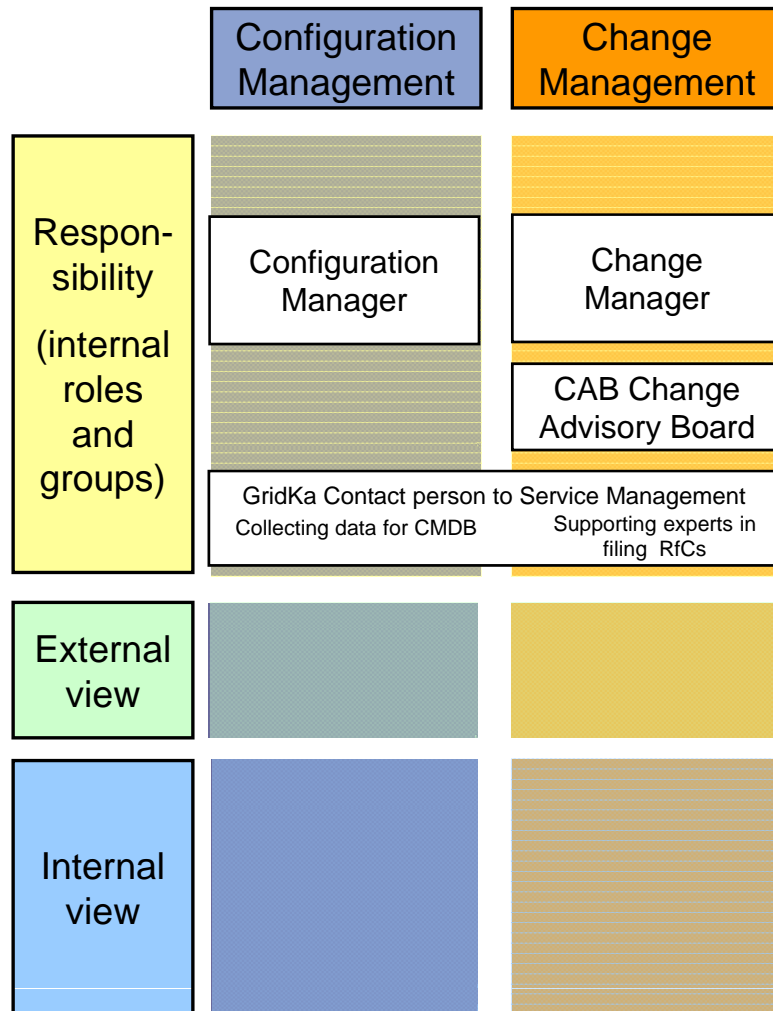 Configuration
Management
Change
Management
Respon-
sibility
(internal
roles
and
groups)
Configuration
Manager
Change
Manager
CAB Change
Advisory Board
GridKa Contact person to Service Management
Collecting data for CMDB
Supporting experts in
filing RfCs
External
view
Internal
view